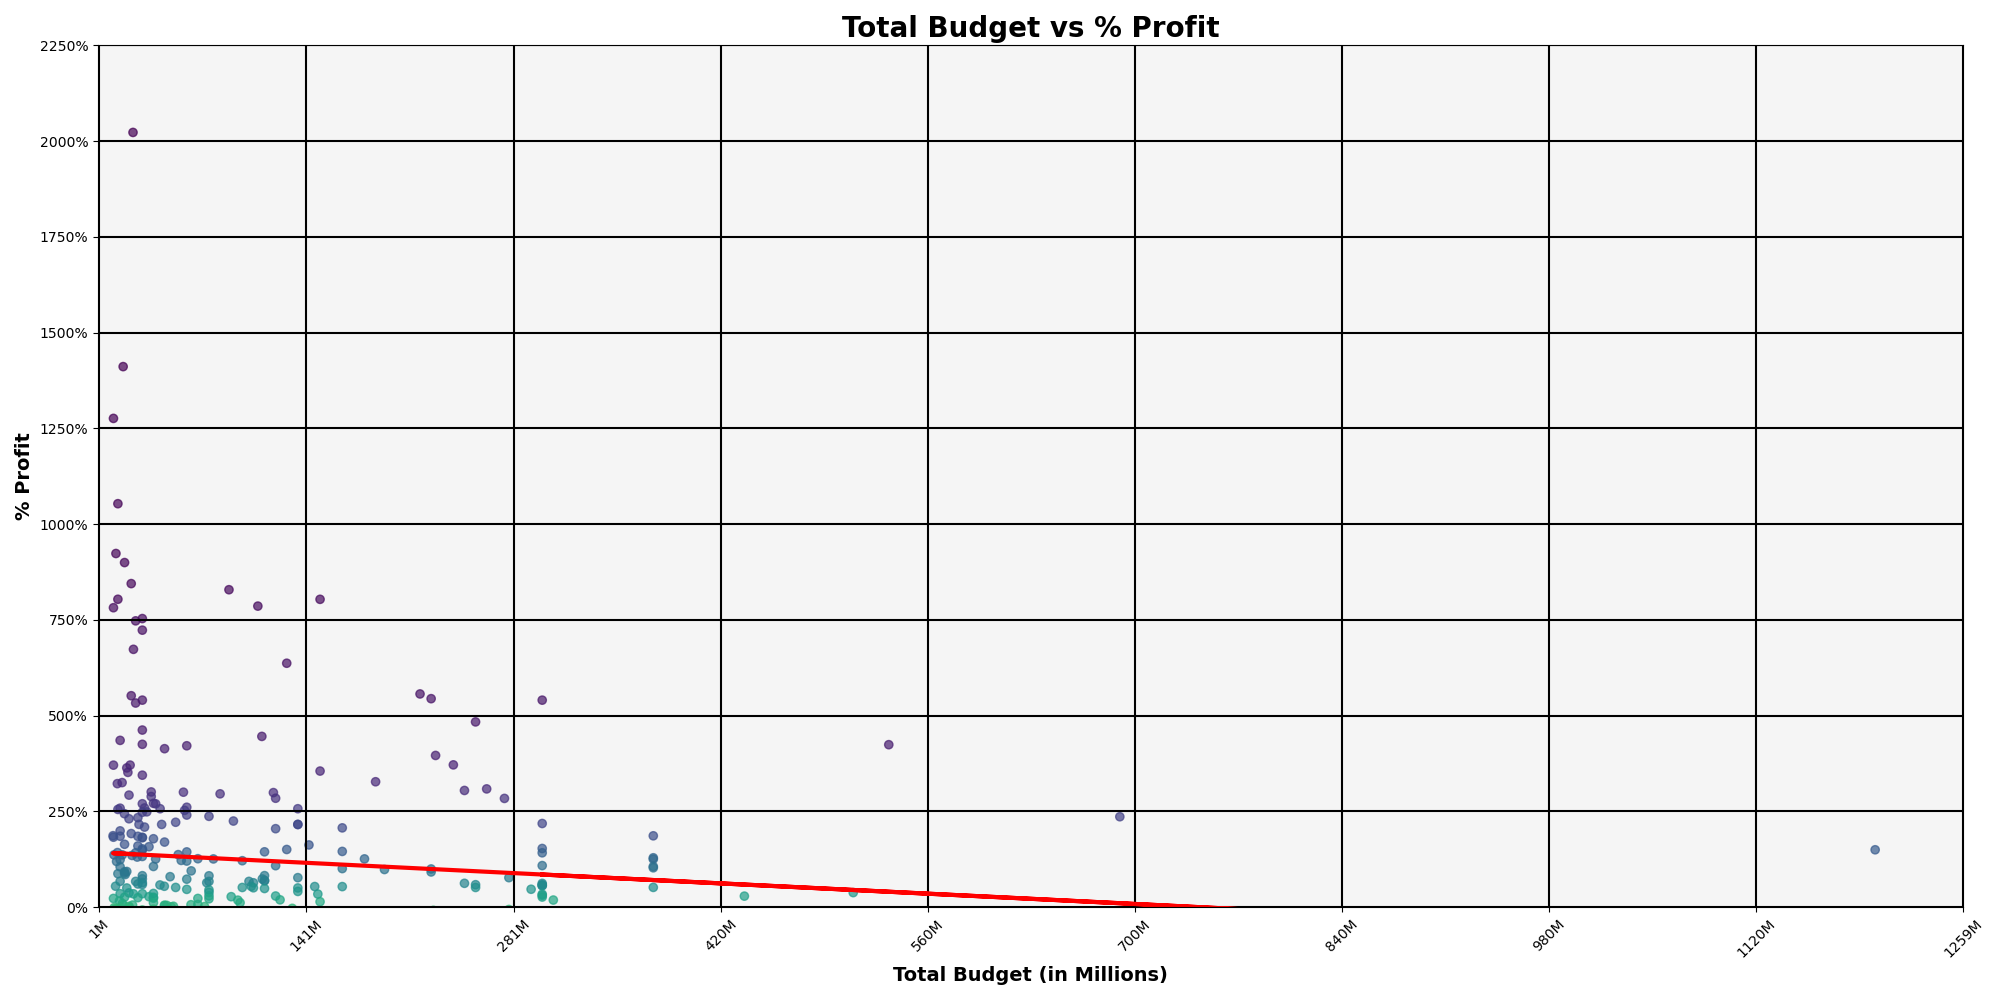 Total Budget vs % Profit
2250%
2000%
1750%
1500%
1250%
1000%
750%
500%
250%
0%
% Profit
1M
141M
281M
420M
560M
700M
840M
980M
1120M
1259M
Total Budget (in Millions)